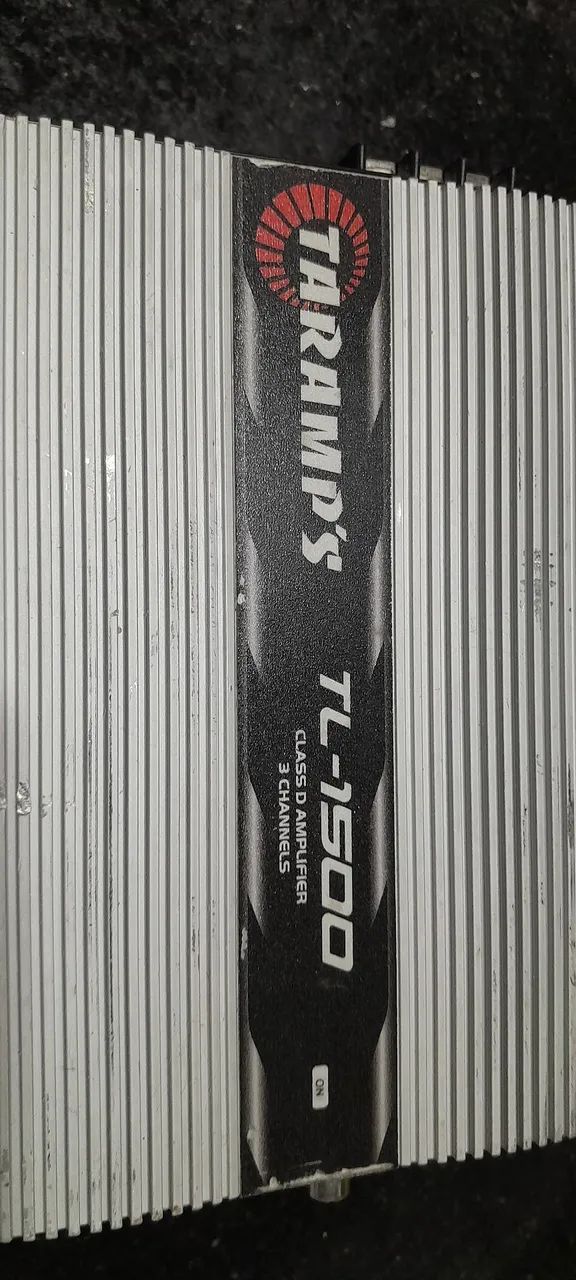 TARAMP'S
TL-1500
CLASS D AMPLIFIER
3 CHANNELS
ON